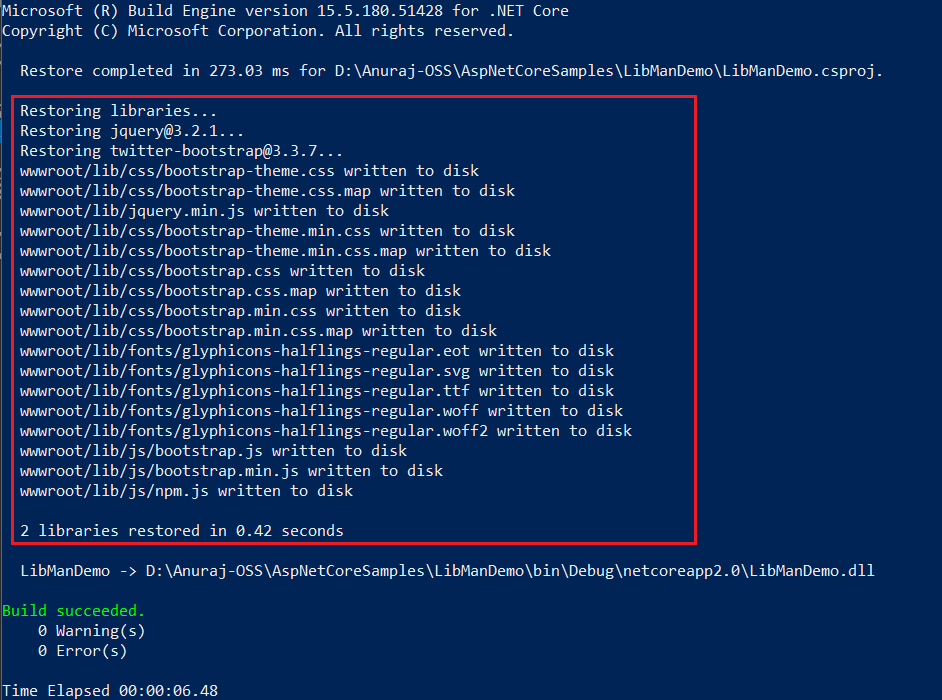 Microsoft (R) Build Engine version 15.5.180.51428 for .NET Core
Copyright (C) Microsoft Corporation. All rights reserved.
Restore completed in 273.03 ms for D:\Anuraj-OSS\AspNetCoreSamples\LibManDemo\LibManDemo.csproj.
Restoring libraries...
Restoring jquery@3.2.1...
Restoring twitter-bootstrap@3.3.7...
wwwroot/lib/css/bootstrap-theme.css written to disk
wwwroot/lib/css/bootstrap-theme.css.map written to disk
wwwroot/lib/jquery.min.js written to disk
wwwroot/lib/css/bootstrap-theme.min.css written to disk
wwwroot/lib/css/bootstrap-theme.min.css.map written to disk
wwwroot/lib/css/bootstrap.css written to disk
wwwroot/lib/css/bootstrap.css.map written to disk
wwwroot/lib/css/bootstrap.min.css written to disk
wwwroot/lib/css/bootstrap.min.css.map written to disk
wwwroot/lib/fonts/glyphicons-halflings-regular.eot written to disk
wwwroot/lib/fonts/glyphicons-halflings-regular.svg written to disk
wwwroot/lib/fonts/glyphicons-halflings-regular.ttf written to disk
wwwroot/lib/fonts/glyphicons-halflings-regular.woff written to disk
wwwroot/lib/fonts/glyphicons-halflings-regular.woff2 written to disk
wwwroot/lib/js/bootstrap.js written to disk
wwwroot/lib/js/bootstrap.min.js written to disk
wwwroot/lib/js/npm.js written to disk
2 libraries restored in 0.42 seconds
LibManDemo -> D:\Anuraj-OSS\AspNetCoreSamples\LibManDemo\bin\Debug\netcoreapp2.0\LibManDemo.dll
Build succeeded.
0 Warning(s)
0 Error(s)
Time Elapsed 00:00:06.48